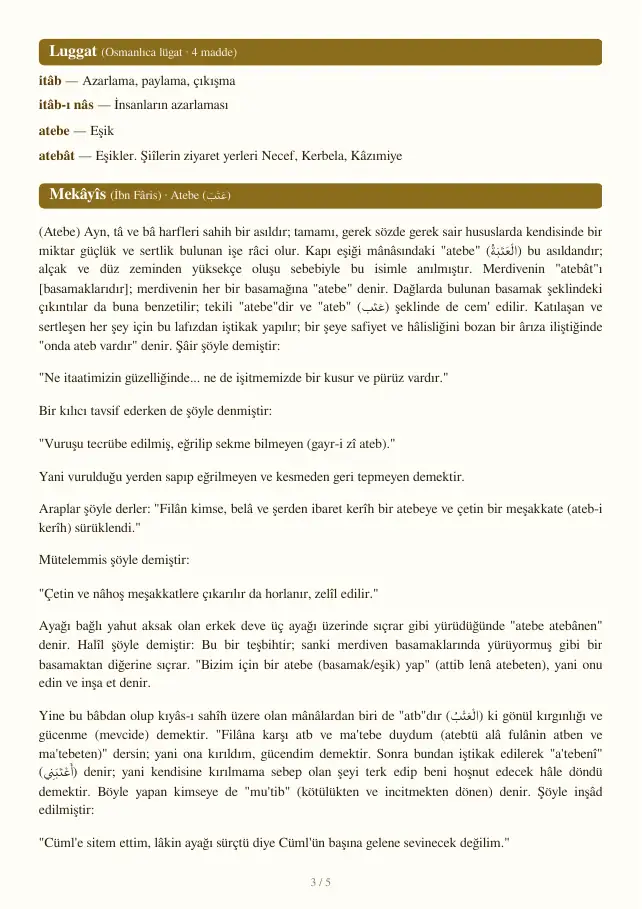 Luggat (Osmanlıca lügat · 4 madde)
itâb — Azarlama, paylama, çıkışma
itâb-ı nâs — İnsanların azarlaması
atebe — Eşik
atebât — Eşikler. Şiîlerin ziyaret yerleri Necef, Kerbela, Kâzımiye
Mekâyîs (İbn Fâris) · Atebe (عَتَبَ)
(Atebe) Ayn, tâ ve bâ harfleri sahih bir asıldır; tamamı, gerek sözde gerek sair hususlarda kendisinde bir
miktar güçlük ve sertlik bulunan işe râci olur. Kapı eşiği mânâsındaki "atebe" (الْعَتَبَةُ) bu asıldandır;
alçak ve düz zeminden yüksekçe oluşu sebebiyle bu isimle anılmıştır. Merdivenin "atebât"ı
[basamaklarıdır]; merdivenin her bir basamağına "atebe" denir. Dağlarda bulunan basamak şeklindeki
çıkıntılar da buna benzetilir; tekili "atebe"dir ve "ateb" (عَتَب) şeklinde de cem' edilir. Katılaşan ve
sertleşen her şey için bu lafızdan iştikak yapılır; bir şeye safiyet ve hâlisliğini bozan bir ârıza iliştiğinde
"onda ateb vardır" denir. Şâir şöyle demiştir:
"Ne itaatimizin güzelliğinde... ne de işitmemizde bir kusur ve pürüz vardır."
Bir kılıcı tavsif ederken de şöyle denmiştir:
"Vuruşu tecrübe edilmiş, eğrilip sekme bilmeyen (gayr-i zî ateb)."
Yani vurulduğu yerden sapıp eğrilmeyen ve kesmeden geri tepmeyen demektir.
Araplar şöyle derler: "Filân kimse, belâ ve şerden ibaret kerîh bir atebeye ve çetin bir meşakkate (ateb-i
kerîh) sürüklendi."
Mütelemmis şöyle demiştir:
"Çetin ve nâhoş meşakkatlere çıkarılır da horlanır, zelîl edilir."
Ayağı bağlı yahut aksak olan erkek deve üç ayağı üzerinde sıçrar gibi yürüdüğünde "atebe atebânen"
denir. Halîl şöyle demiştir: Bu bir teşbihtir; sanki merdiven basamaklarında yürüyormuş gibi bir
basamaktan diğerine sıçrar. "Bizim için bir atebe (basamak/eşik) yap" (attib lenâ atebeten), yani onu
edin ve inşa et denir.
Yine bu bâbdan olup kıyâs-ı sahîh üzere olan mânâlardan biri de "atb"dır (الْعَتْبُ) ki gönül kırgınlığı ve
gücenme (mevcide) demektir. "Filâna karşı atb ve ma'tebe duydum (atebtü alâ fulânin atben ve
ma'tebeten)" dersin; yani ona kırıldım, gücendim demektir. Sonra bundan iştikak edilerek "a'tebenî"
(أَعْتَبَنِي) denir; yani kendisine kırılmama sebep olan şeyi terk edip beni hoşnut edecek hâle döndü
demektir. Böyle yapan kimseye de "mu'tib" (kötülükten ve incitmekten dönen) denir. Şöyle inşâd
edilmiştir:
"Cüml'e sitem ettim, lâkin ayağı sürçtü diye Cüml'ün başına gelene sevinecek değilim."
3 / 5